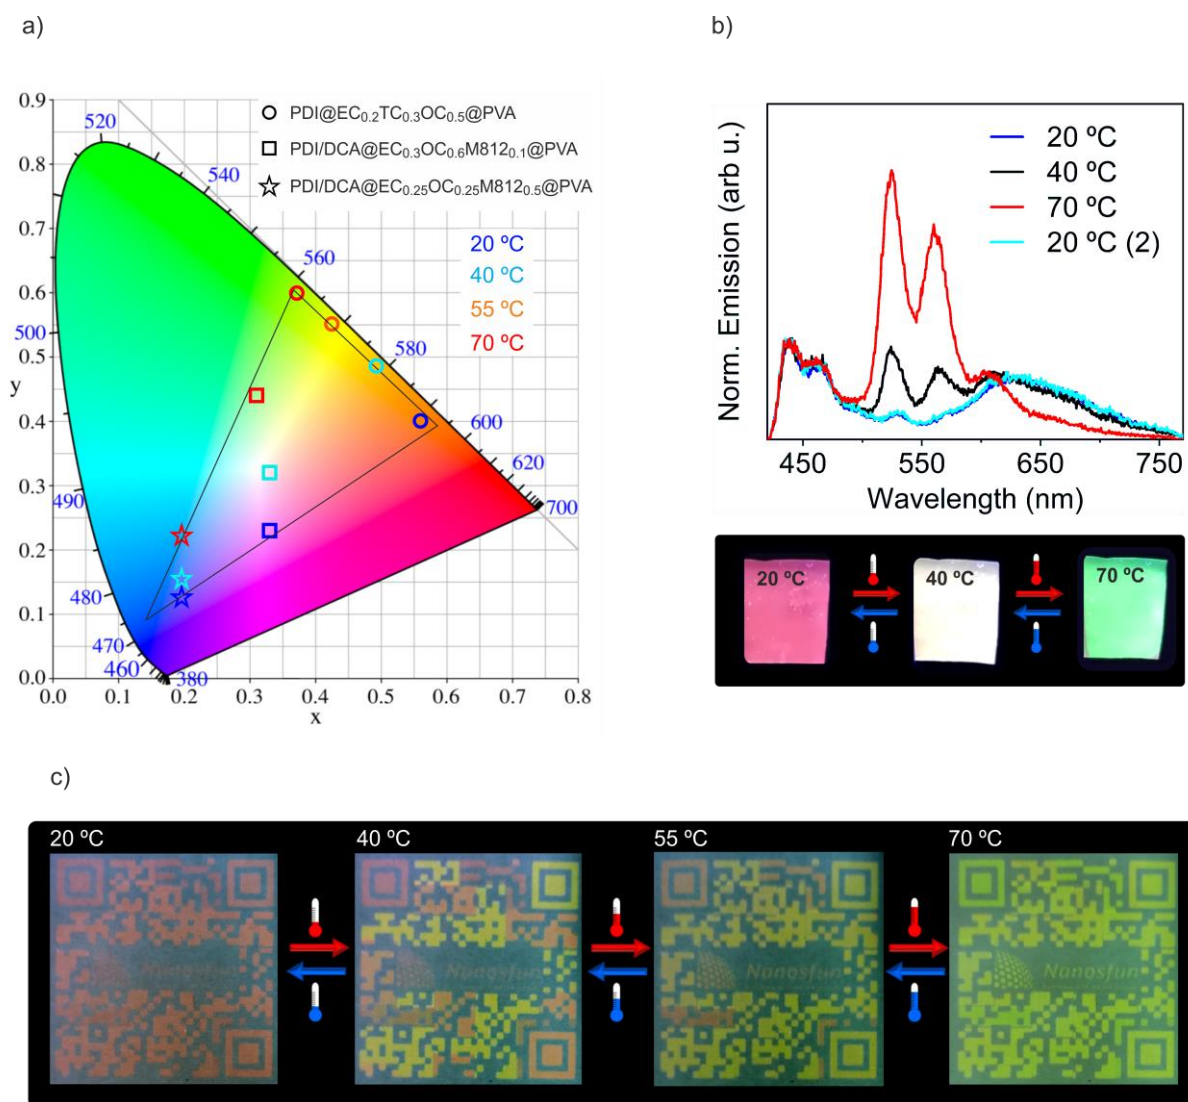 a)
b)
0.9
0.8
0.7
0.6
0.5
y
0.4
0.3
0.2
0.1
0.0
0.0 0.1 0.2 0.3 0.4 0.5 0.6 0.7 0.8
x
520
540
560
580
600
620
700
500
490
480
470
460
380
PDI@EC0.2TC0.3OC0.5@PVA
PDI/DCA@EC0.3OC0.6M8120.1@PVA
PDI/DCA@EC0.25OC0.25M8120.5@PVA
20 ºC
40 ºC
55 ºC
70 ºC
Norm. Emission (arb u.)
20 ºC
40 ºC
70 ºC
20 ºC (2)
450 550 650 750
Wavelength (nm)
20 ºC
40 ºC
70 ºC
c)
20 ºC
40 ºC
55 ºC
70 ºC
Nanosfun
Nanosfun
Nanosfun
Nanosfun